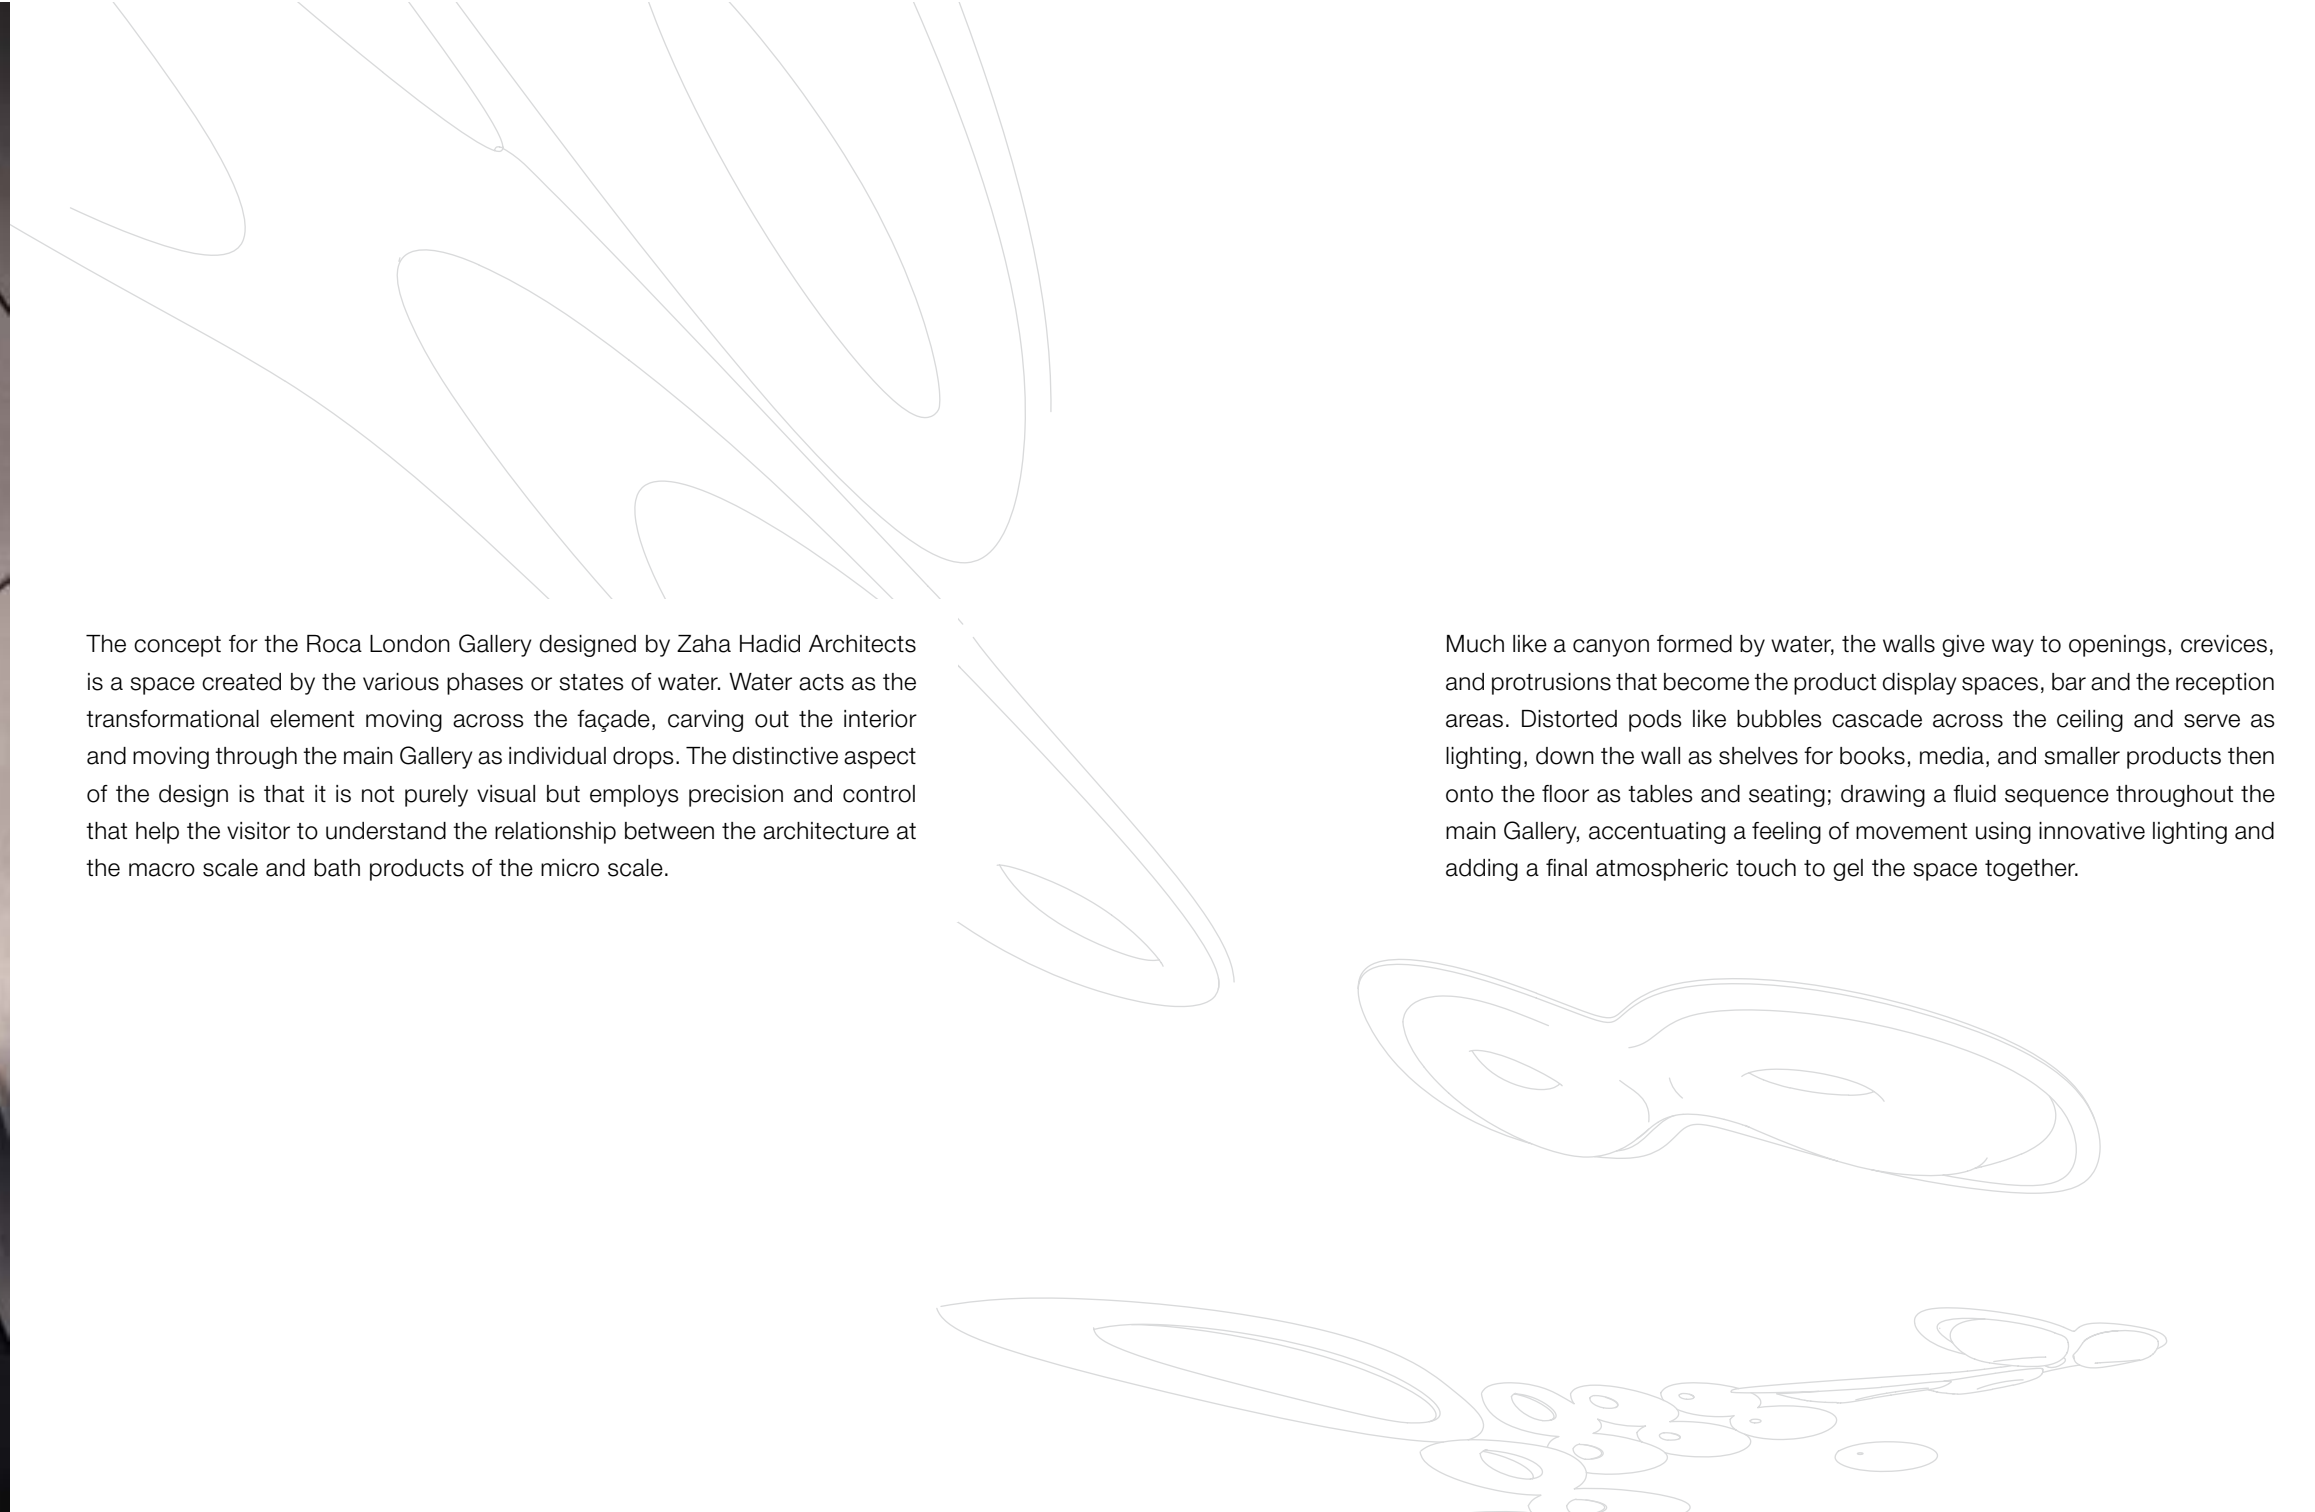 The concept for the Roca London Gallery designed by Zaha Hadid Architects
is a space created by the various phases or states of water. Water acts as the
transformational element moving across the façade, carving out the interior
and moving through the main Gallery as individual drops. The distinctive aspect
of the design is that it is not purely visual but employs precision and control
that help the visitor to understand the relationship between the architecture at
the macro scale and bath products of the micro scale.
Much like a canyon formed by water, the walls give way to openings, crevices,
and protrusions that become the product display spaces, bar and the reception
areas. Distorted pods like bubbles cascade across the ceiling and serve as
lighting, down the wall as shelves for books, media, and smaller products then
onto the floor as tables and seating; drawing a fluid sequence throughout the
main Gallery, accentuating a feeling of movement using innovative lighting and
adding a final atmospheric touch to gel the space together.